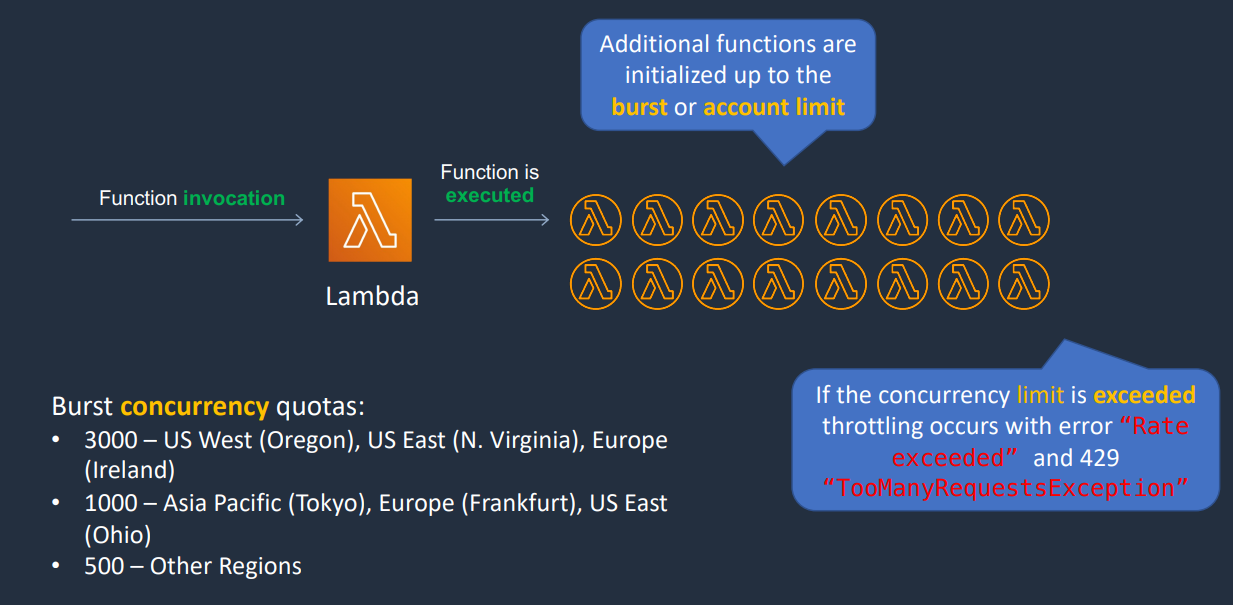 Additional functions are
initialized up to the
burst or account limit
Function invocation
Function is
executed
Lambda
Burst concurrency quotas:
• 3000 – US West (Oregon), US East (N. Virginia), Europe
(Ireland)
• 1000 – Asia Pacific (Tokyo), Europe (Frankfurt), US East
(Ohio)
• 500 – Other Regions
If the concurrency limit is exceeded
throttling occurs with error “Rate
exceeded” and 429
“TooManyRequestsException”